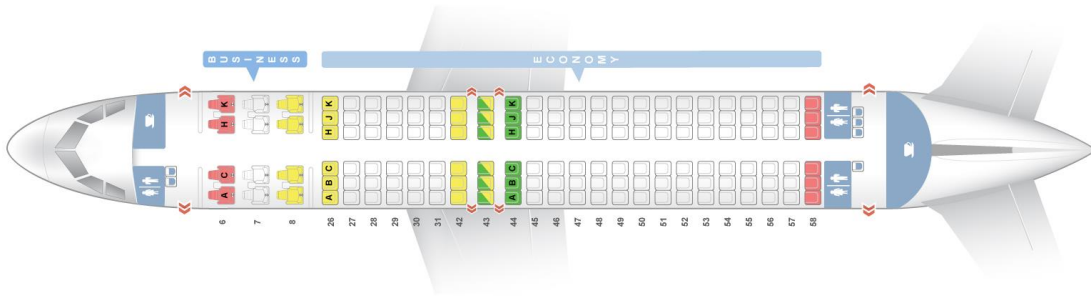 BUSINESS
ECONOMY
K K J K J
H H H
C C B C B
A A A
6 7 8 26 27 28 29 30 31 42 43 44 45 46 47 48 49 50 51 52 53 54 55 56 57 58